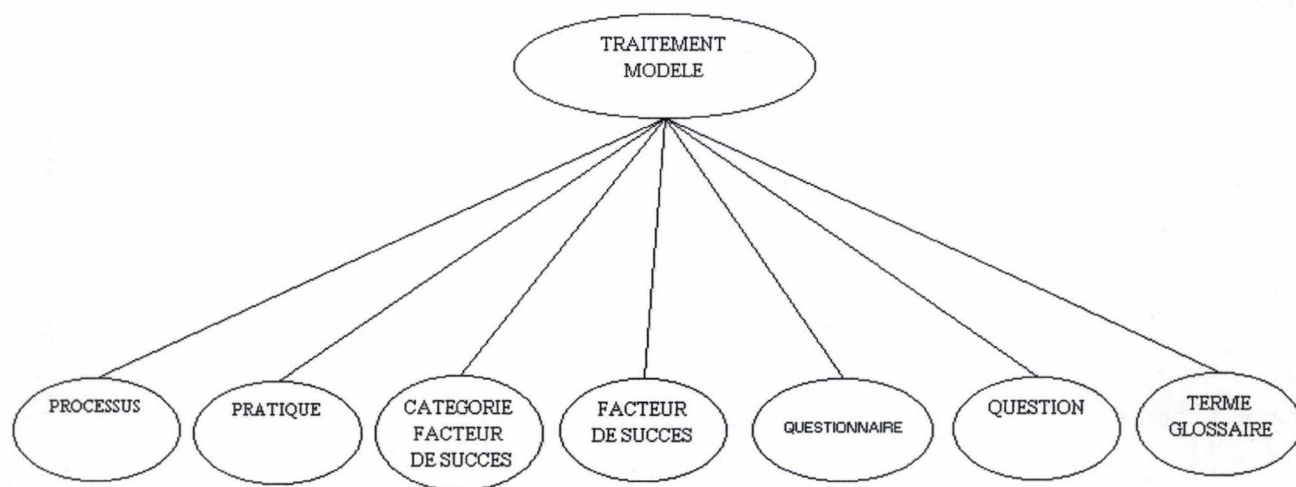 TRAITEMENT
MODELE
PROCESSUS
PRATIQUE
CATEGORIE
FACTEUR
DE SUCCES
FACTEUR
DE SUCCES
QUESTIONNAIRE
QUESTION
TERME
GLOSSAIRE